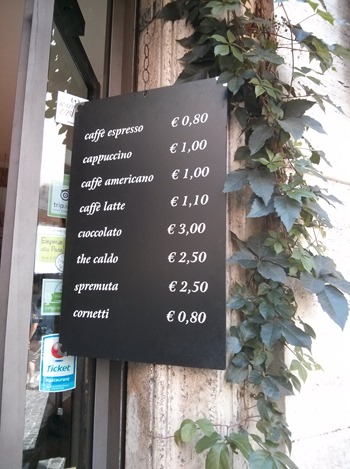 caffè espresso € 0,80
cappuccino € 1,00
caffè americano € 1,00
caffè latte € 1,10
cioccolato € 3,00
the caldo € 2,50
spremuta € 2,50
cornetti € 0,80
Ticket
Restaurant